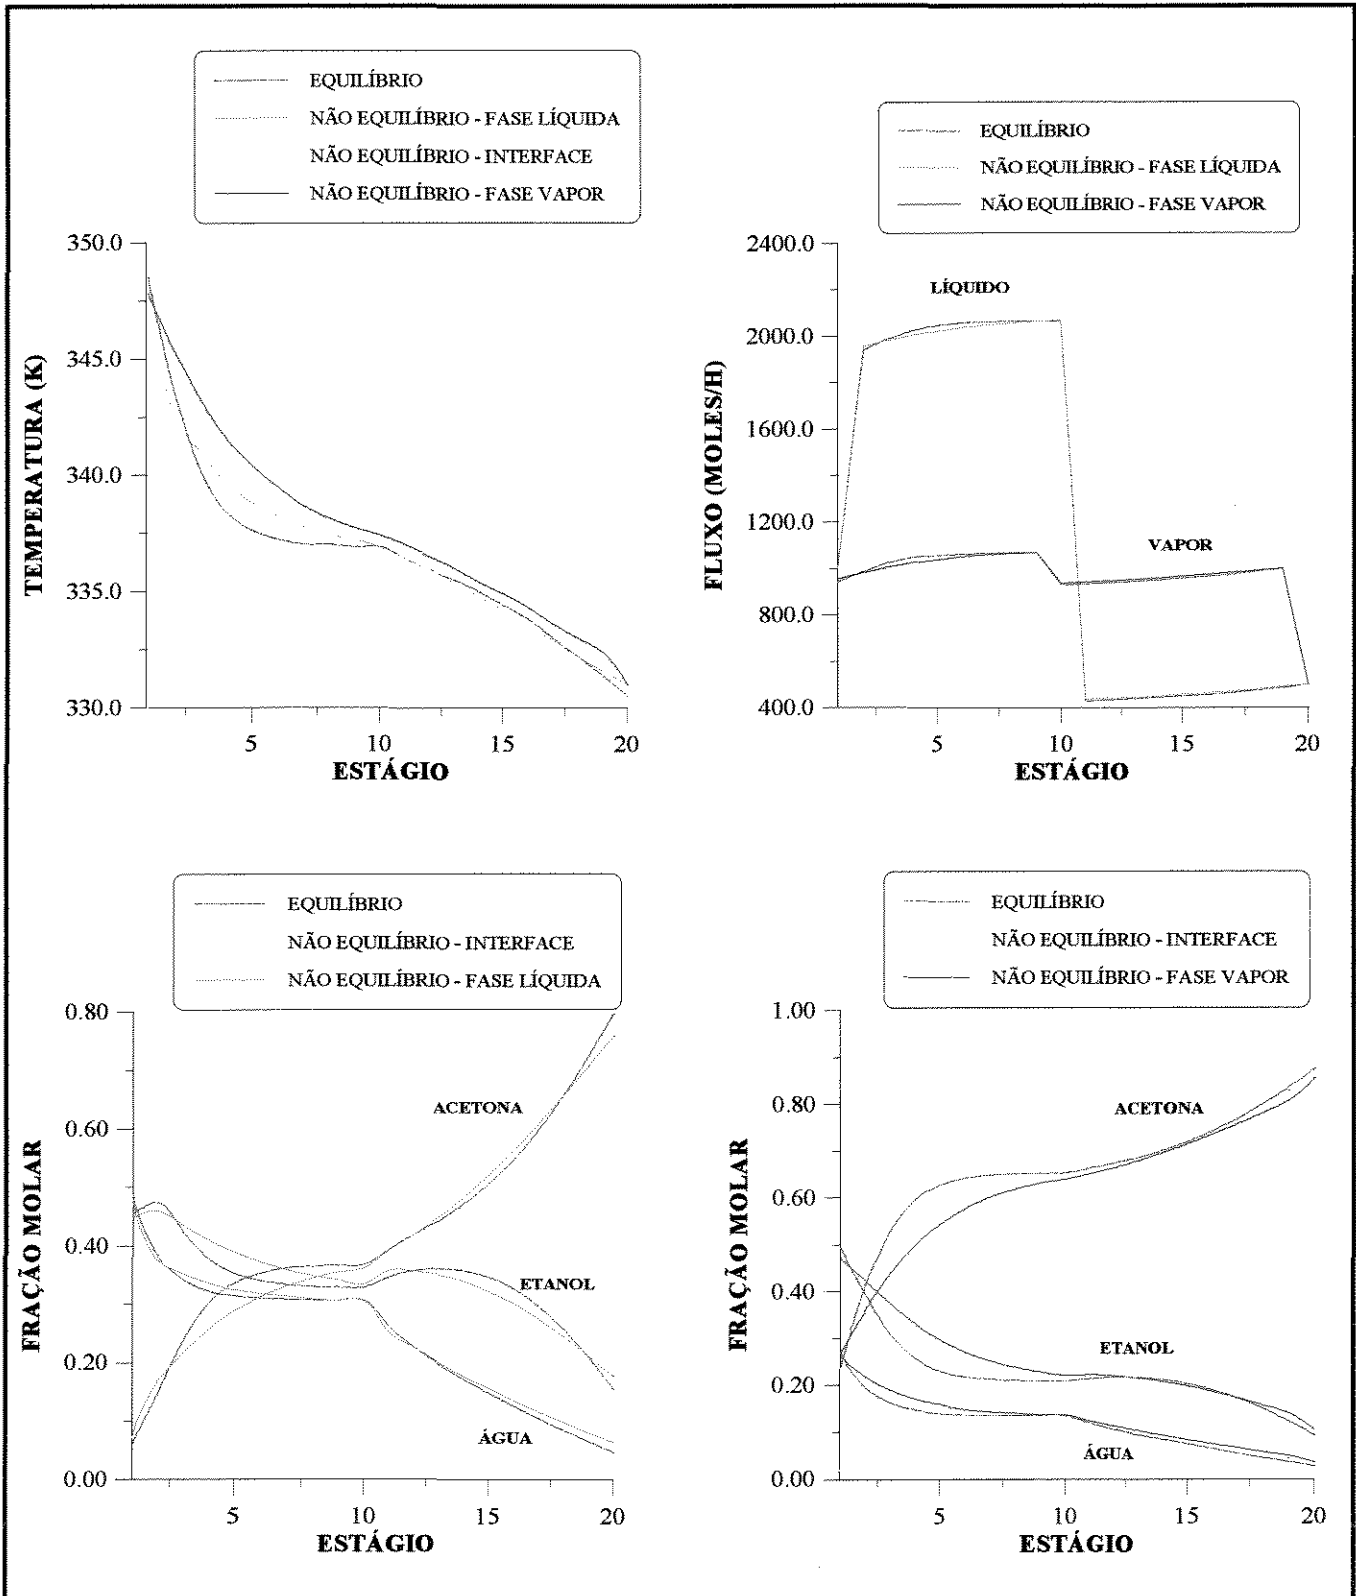 EQUILÍBRIO
NÃO EQUILÍBRIO - FASE LÍQUIDA
NÃO EQUILÍBRIO - INTERFACE
NÃO EQUILÍBRIO - FASE VAPOR
350.0
345.0
340.0
335.0
330.0
TEMPERATURA (K)
5
10
15
20
ESTÁGIO
EQUILÍBRIO
NÃO EQUILÍBRIO - FASE LÍQUIDA
NÃO EQUILÍBRIO - FASE VAPOR
2400.0
2000.0
1600.0
1200.0
800.0
400.0
FLUXO (MOLES/H)
LÍQUIDO
VAPOR
5
10
15
20
ESTÁGIO
EQUILÍBRIO
NÃO EQUILÍBRIO - INTERFACE
NÃO EQUILÍBRIO - FASE LÍQUIDA
0.80
0.60
0.40
0.20
0.00
FRAÇÃO MOLAR
ACETONA
ETANOL
ÁGUA
5
10
15
20
ESTÁGIO
EQUILÍBRIO
NÃO EQUILÍBRIO - INTERFACE
NÃO EQUILÍBRIO - FASE VAPOR
1.00
0.80
0.60
0.40
0.20
0.00
FRAÇÃO MOLAR
ACETONA
ETANOL
ÁGUA
5
10
15
20
ESTÁGIO